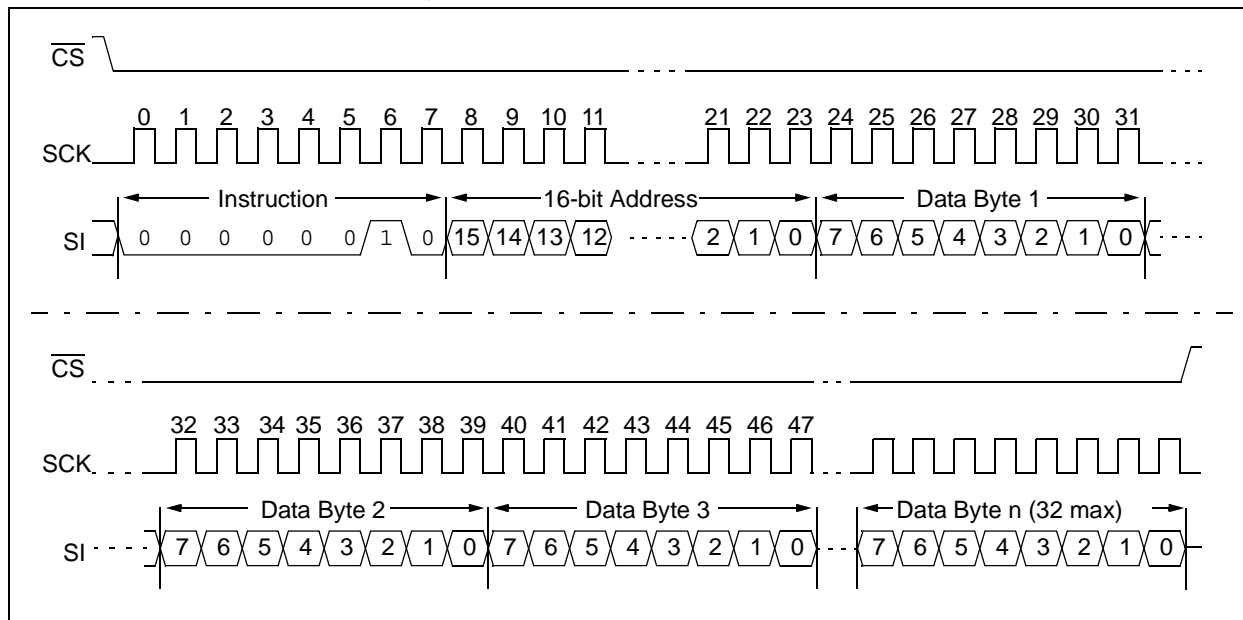 CS
0 1 2 3 4 5 6 7 8 9 10 11 21 22 23 24 25 26 27 28 29 30 31
SCK
Instruction 16-bit Address Data Byte 1
SI 0 0 0 0 0 0 1 0 15 14 13 12 2 1 0 7 6 5 4 3 2 1 0
CS
32 33 34 35 36 37 38 39 40 41 42 43 44 45 46 47
SCK
Data Byte 2 Data Byte 3 Data Byte n (32 max)
SI 7 6 5 4 3 2 1 0 7 6 5 4 3 2 1 0 7 6 5 4 3 2 1 0